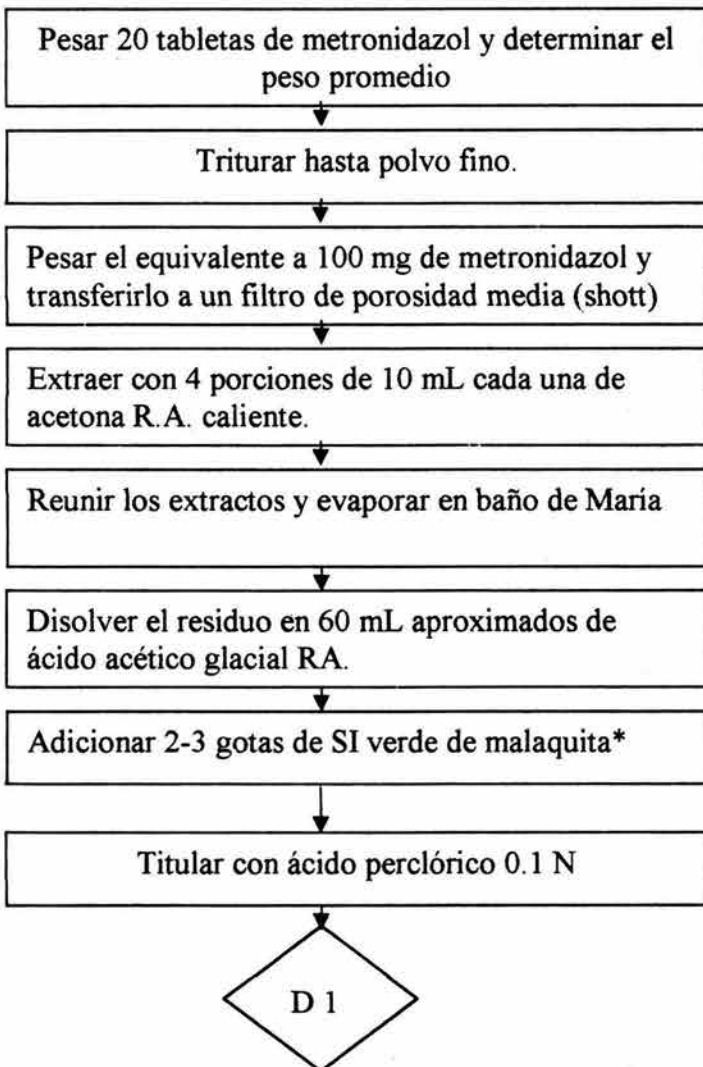 Pesar 20 tabletas de metronidazol y determinar el
peso promedio
Triturar hasta polvo fino.
Pesar el equivalente a 100 mg de metronidazol y
transferirlo a un filtro de porosidad media (shott)
Extraer con 4 porciones de 10 mL cada una de
acetona R.A. caliente.
Reunir los extractos y evaporar en baño de María
Disolver el residuo en 60 mL aproximados de
ácido acético glacial RA.
Adicionar 2-3 gotas de SI verde de malaquita*
Titular con ácido perclórico 0.1 N
D 1